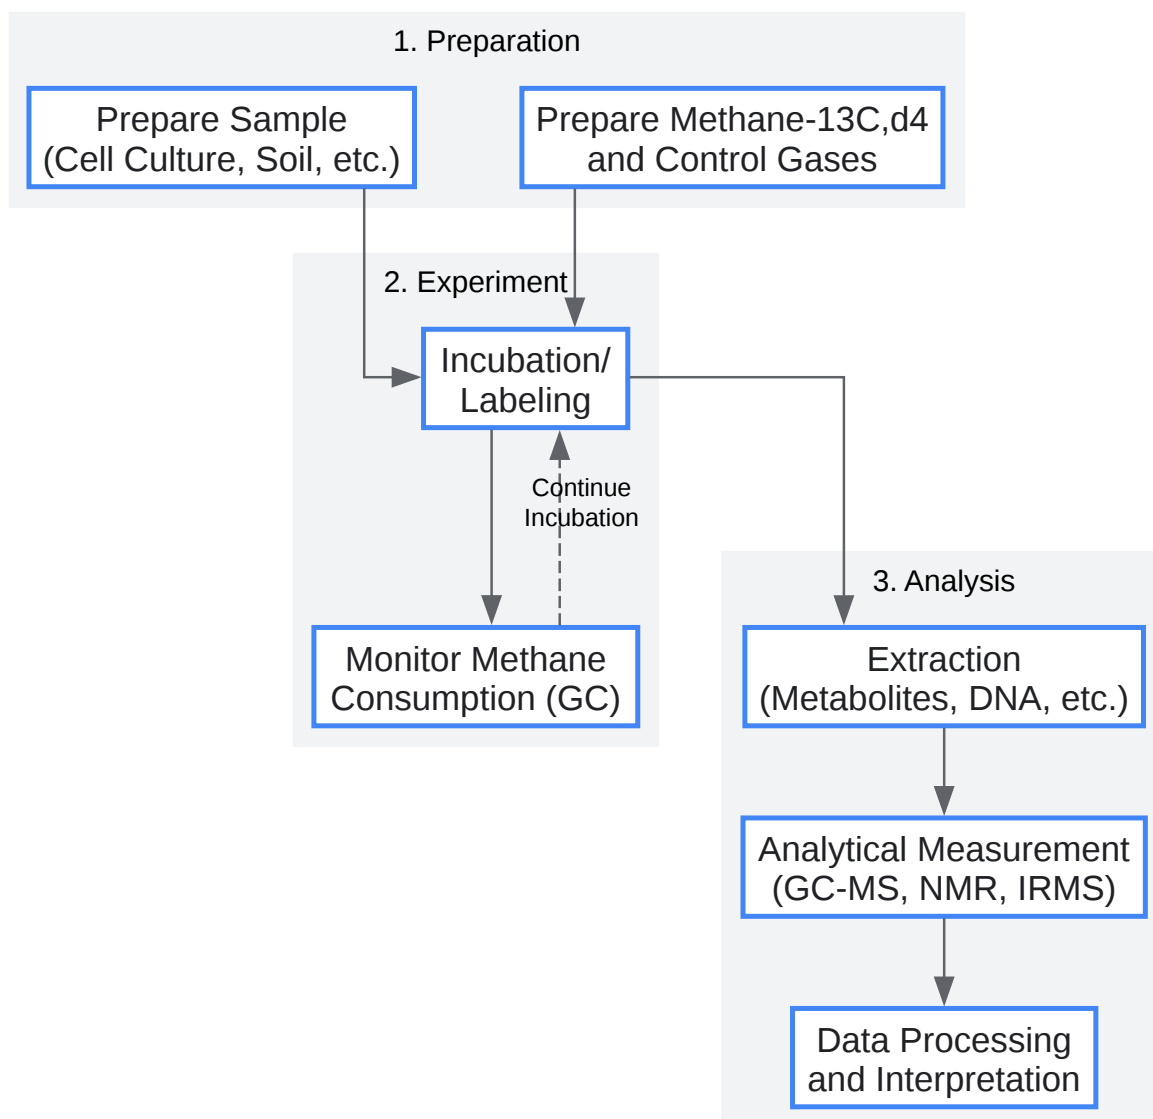 1. Preparation
Prepare Sample
(Cell Culture, Soil, etc.)
Prepare Methane-13C,d4
and Control Gases
2. Experiment
Incubation/
Labeling
Continue
Incubation
Monitor Methane
Consumption (GC)
3. Analysis
Extraction
(Metabolites, DNA, etc.)
Analytical Measurement
(GC-MS, NMR, IRMS)
Data Processing
and Interpretation